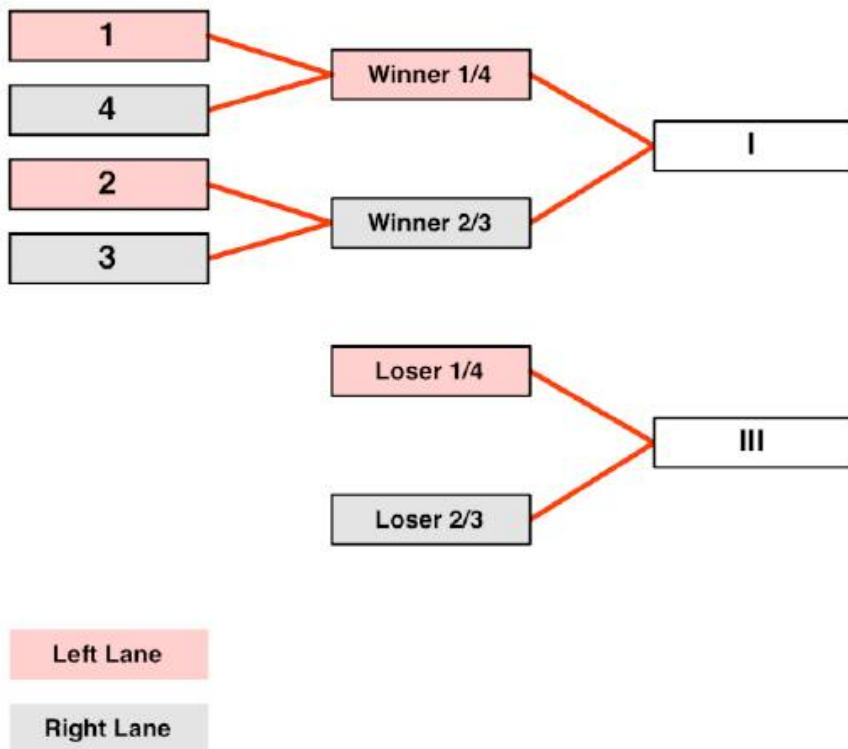 1
4
2
3
Winner 1/4
Winner 2/3
I
Loser 1/4
Loser 2/3
III
Left Lane
Right Lane